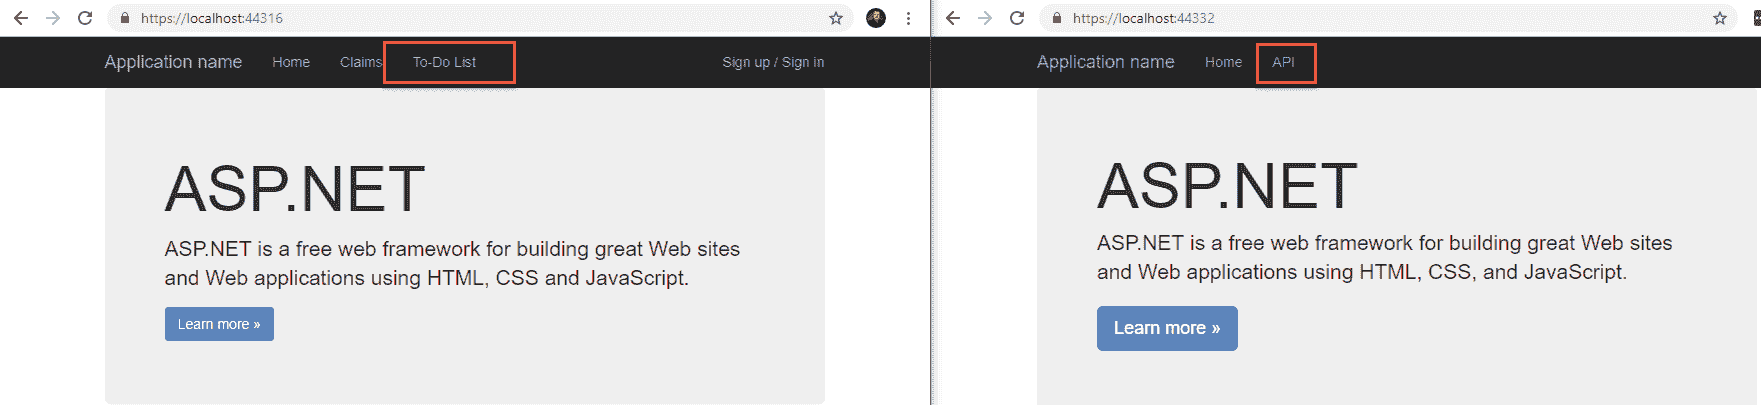 https://localhost:44316
Application name Home Claims To-Do List Sign up / Sign in
ASP.NET
ASP.NET is a free web framework for building great Web sites
and Web applications using HTML, CSS and JavaScript.
Learn more »
https://localhost:44332
Application name Home API
ASP.NET
ASP.NET is a free web framework for building great Web sites
and Web applications using HTML, CSS, and JavaScript.
Learn more »